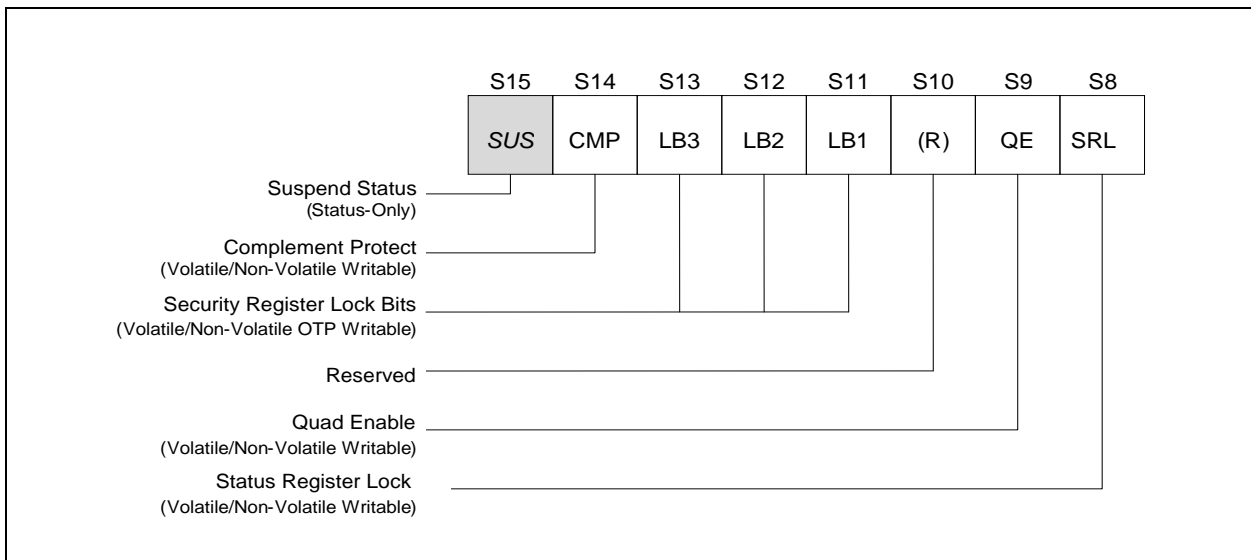 S15 S14 S13 S12 S11 S10 S9 S8
SUS CMP LB3 LB2 LB1 (R) QE SRL
Suspend Status
(Status-Only)
Complement Protect
(Volatile/Non-Volatile Writable)
Security Register Lock Bits
(Volatile/Non-Volatile OTP Writable)
Reserved
Quad Enable
(Volatile/Non-Volatile Writable)
Status Register Lock
(Volatile/Non-Volatile Writable)